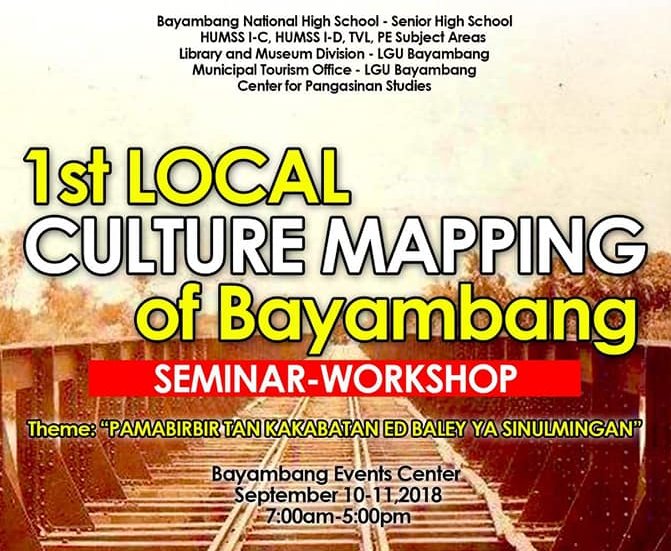 Bayambang National High School - Senior High School
HUMSS I-C, HUMSS I-D, TVL, PE Subject Areas
Library and Museum Division - LGU Bayambang
Municipal Tourism Office - LGU Bayambang
Center for Pangasinan Studies
1st LOCAL
CULTURE MAPPING
of Bayambang
SEMINAR-WORKSHOP
Theme: “PAMABIRBIR TAN KAKABATAN ED BALEY YA SINULMINGAN”
Bayambang Events Center
September 10-11,2018
7:00am-5:00pm